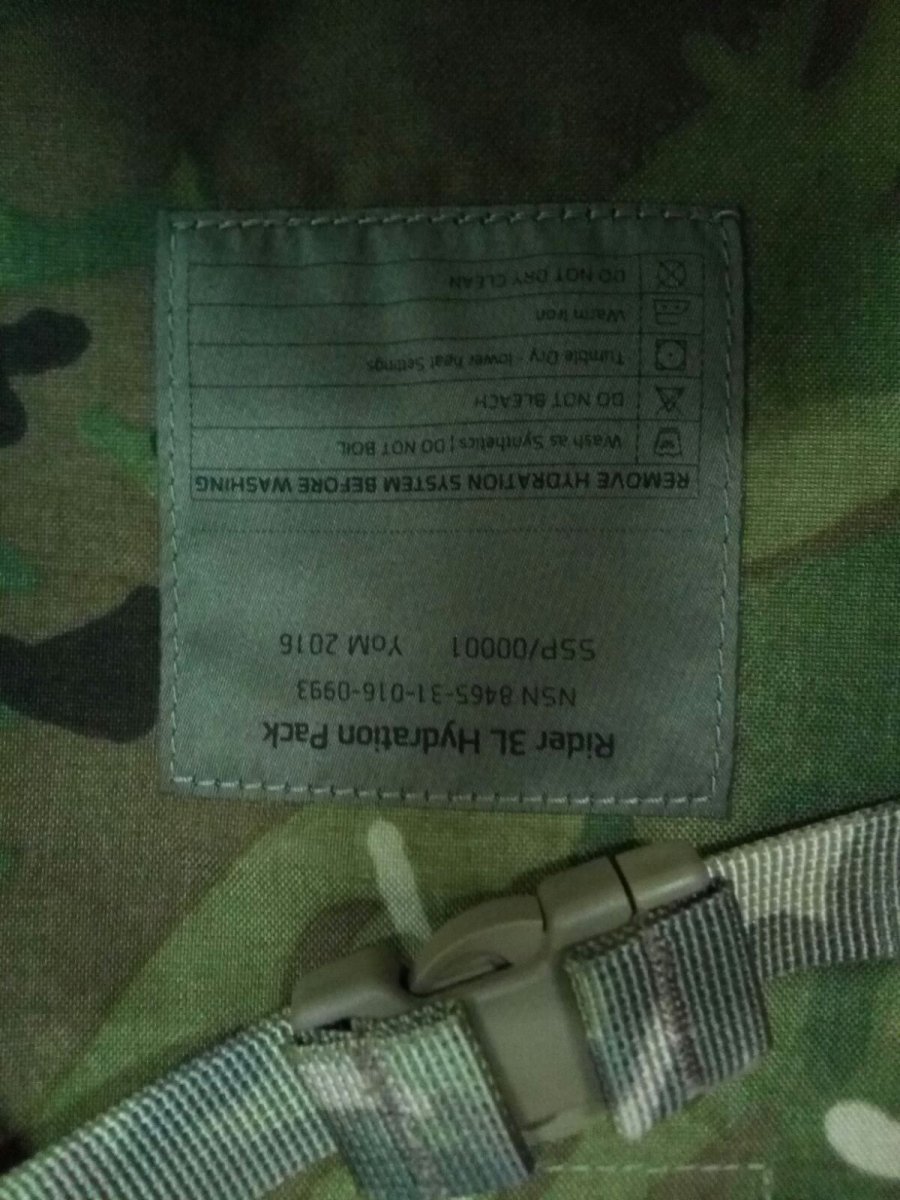 Rider 3L Hydration Pack
NSN 8465-31-016-0993
SSP/00001 YoM 2016
REMOVE HYDRATION SYSTEM BEFORE WASHING
Wash as Synthetics | DO NOT BOIL
DO NOT BLEACH
Tumble Dry - lower heat Settings
Warm Iron
DO NOT DRY CLEAN